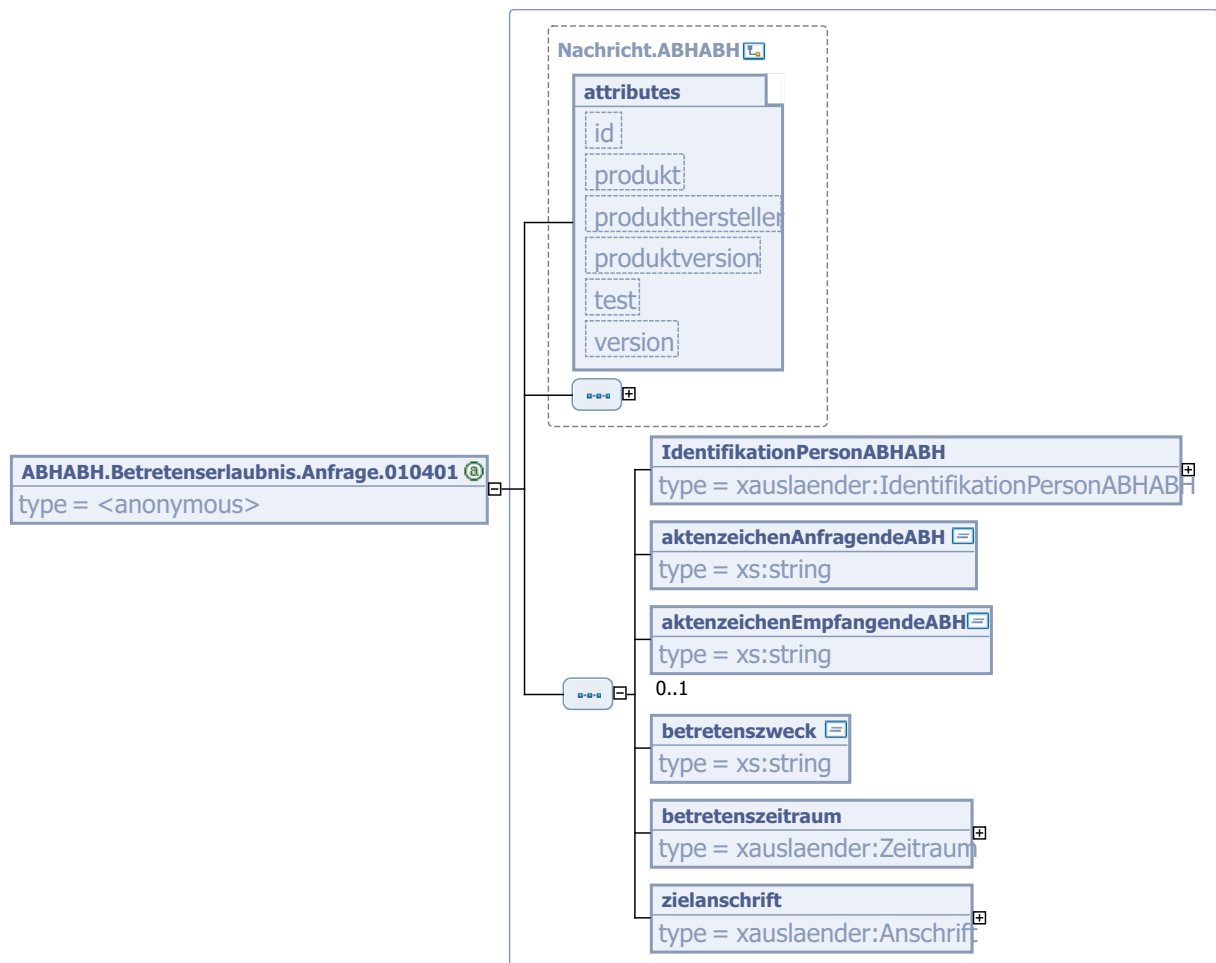 Nachricht.ABHABH
attributes
id
produkt
produkthersteller
produktversion
test
version
ABHABH.Betretenserlaubnis.Anfrage.010401
type = <anonymous>
IdentifikationPersonABHABH
type = xauslaender:IdentifikationPersonABHABH
aktenzeichenAnfragendeABH
type = xs:string
aktenzeichenEmpfangendeABH
type = xs:string
0..1
betretenszweck
type = xs:string
betretenszeitraum
type = xauslaender:Zeitraum
zielanschrift
type = xauslaender:Anschrift